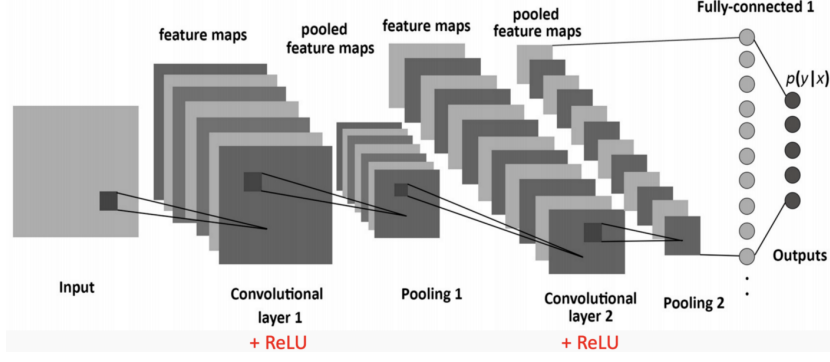 Fully-connected 1
feature maps
pooled
feature maps
feature maps
pooled
feature maps
p(y|x)
Input
Convolutional
layer 1
+ ReLU
Pooling 1
Convolutional
layer 2
+ ReLU
Pooling 2
Outputs